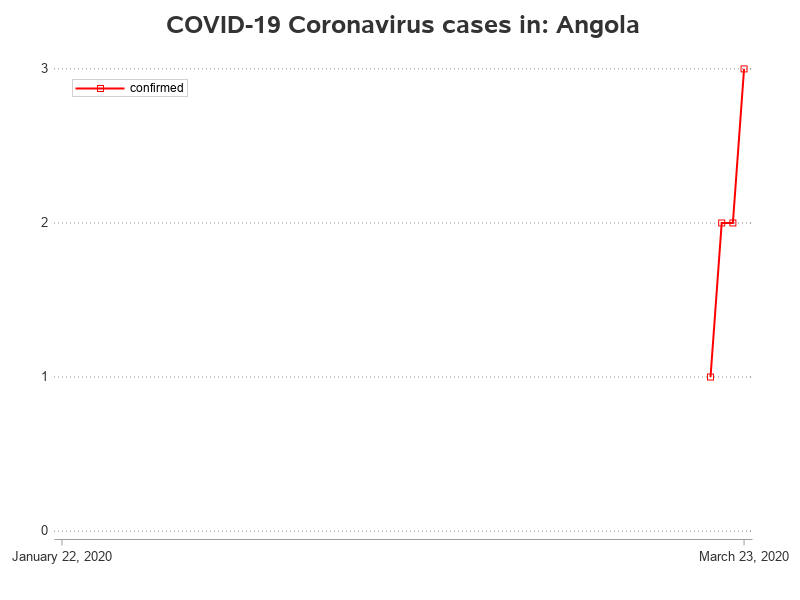 COVID-19 Coronavirus cases in: Angola
3
confirmed
2
1
0
January 22, 2020
March 23, 2020